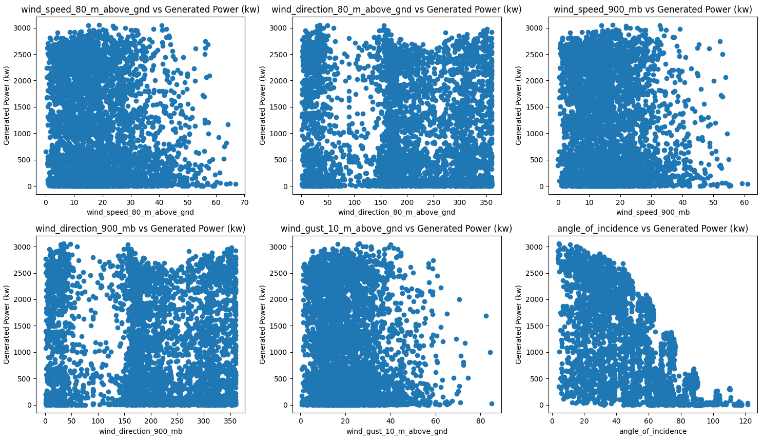 wind_speed_80_m_above_gnd vs Generated Power (kw)
wind_direction_80_m_above_gnd vs Generated Power (kw)
wind_speed_900_mb vs Generated Power (kw)
Generated Power (kw)
3000
2500
2000
1500
1000
500
0
0 10 20 30 40 50 60 70
wind_speed_80_m_above_gnd
Generated Power (kw)
3000
2500
2000
1500
1000
500
0
0 50 100 150 200 250 300 350
wind_direction_80_m_above_gnd
Generated Power (kw)
3000
2500
2000
1500
1000
500
0
0 10 20 30 40 50 60
wind_speed_900_mb
wind_direction_900_mb vs Generated Power (kw)
wind_gust_10_m_above_gnd vs Generated Power (kw)
angle_of_incidence vs Generated Power (kw)
Generated Power (kw)
3000
2500
2000
1500
1000
500
0
0 50 100 150 200 250 300 350
wind_direction_900_mb
Generated Power (kw)
3000
2500
2000
1500
1000
500
0
0 20 40 60 80
wind_gust_10_m_above_gnd
Generated Power (kw)
3000
2500
2000
1500
1000
500
0
0 20 40 60 80 100 120
angle_of_incidence